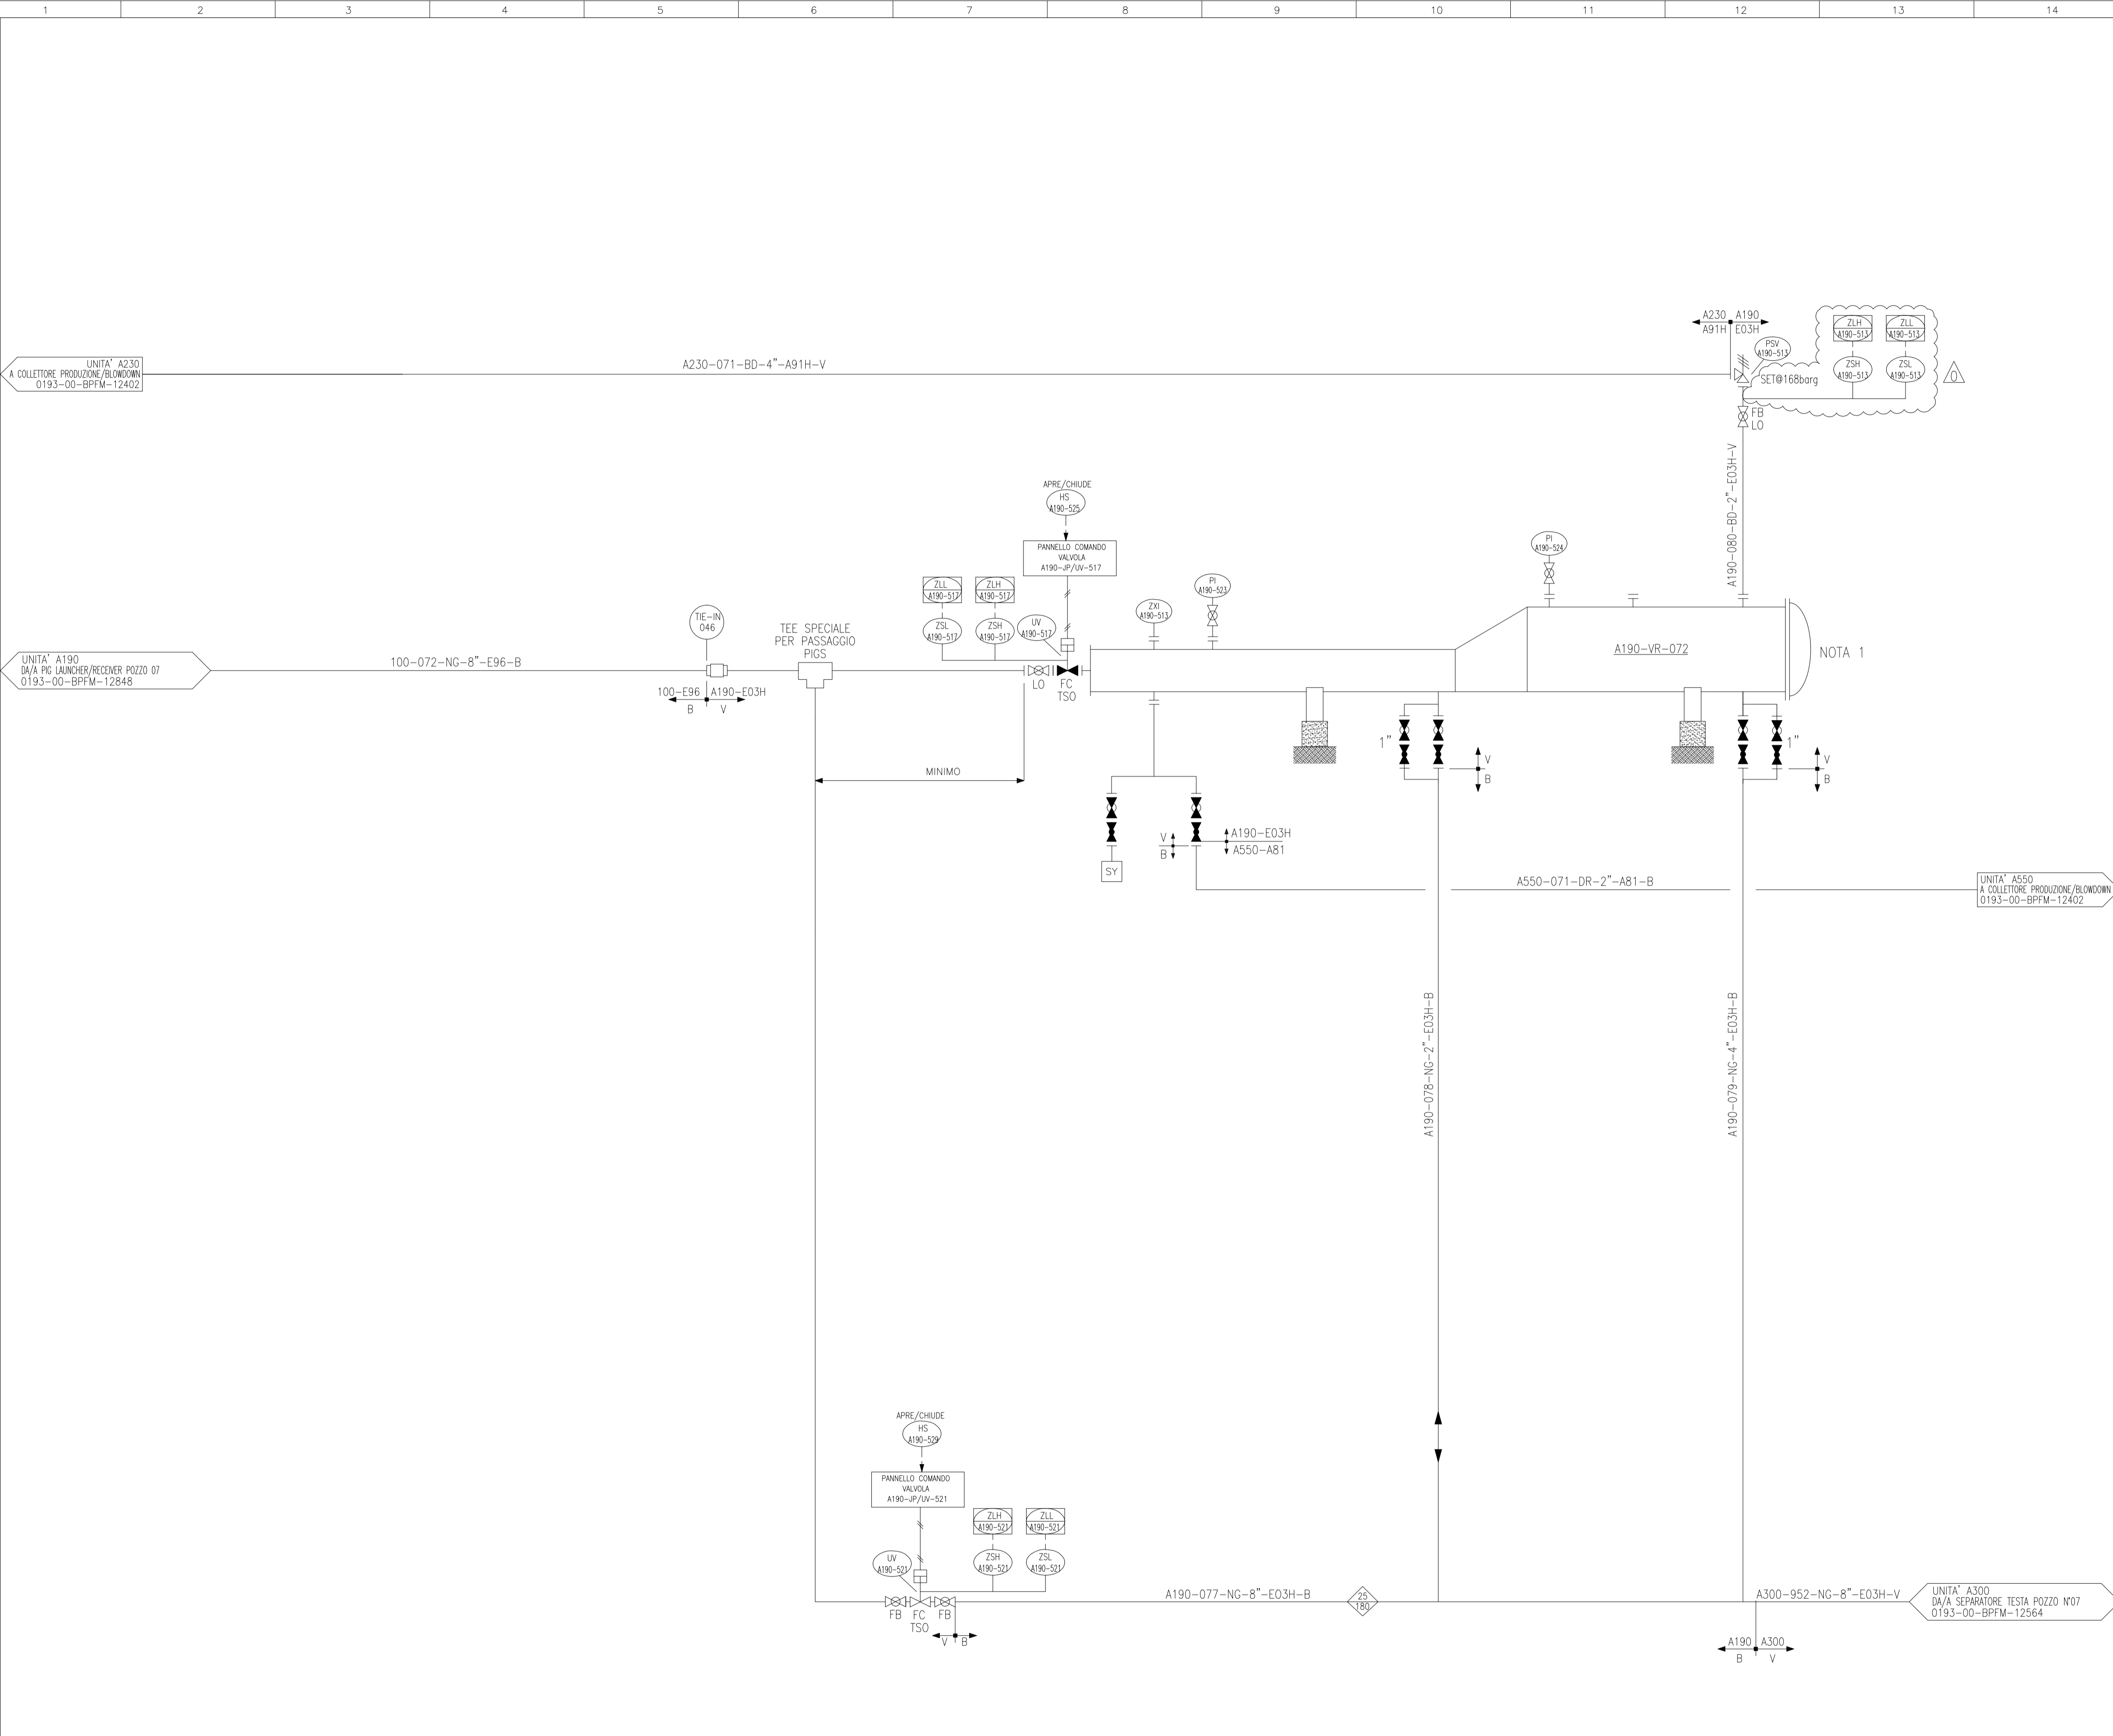 1 2 3 4 5 6 7 8 9 10 11 12 13 14
A230 A190
A91H E03H
ZLH
A190-513
ZLL
A190-513
PSV
A190-513
ZSH
A190-513
ZSL
A190-513
SET@168barg
0
UNITA' A230
A COLLETTORE PRODUZIONE/BLOWDOWN
0193-00-BPFM-12402
A230-071-BD-4"-A91H-V
FB
LO
A190-080-BD-2"-E03H-V
APRE/CHIUDE
HS
A190-525
PANNELLO COMANDO
VALVOLA
A190-JP/UV-517
PI
A190-524
ZLL
A190-517
ZLH
A190-517
ZXI
A190-513
PI
A190-523
TIE-IN
046
TEE SPECIALE
PER PASSAGGIO
PIGS
ZSL
A190-517
ZSH
A190-517
UV
A190-517
A190-VR-072
NOTA 1
UNITA' A190
DA/A PIG LAUNCHER/RECEIVER POZZO 07
0193-00-BPFM-12848
100-072-NG-8"-E96-B
100-E96 A190-E03H
B V
LO
FC
TSO
1"
V
B
1"
V
B
MINIMO
V
B
A190-E03H
A550-A81
SY
A550-071-DR-2"-A81-B
UNITA' A550
A COLLETTORE PRODUZIONE/BLOWDOWN
0193-00-BPFM-12402
A190-078-NG-2"-E03H-B
A190-079-NG-4"-E03H-B
APRE/CHIUDE
HS
A190-529
PANNELLO COMANDO
VALVOLA
A190-JP/UV-521
ZLH
A190-521
ZLL
A190-521
UV
A190-521
ZSH
A190-521
ZSL
A190-521
FB FC FB
TSO
V B
A190-077-NG-8"-E03H-B
25
180
A300-952-NG-8"-E03H-V
UNITA' A300
DA/A SEPARATORE TESTA POZZO N°07
0193-00-BPFM-12564
A190 A300
B V